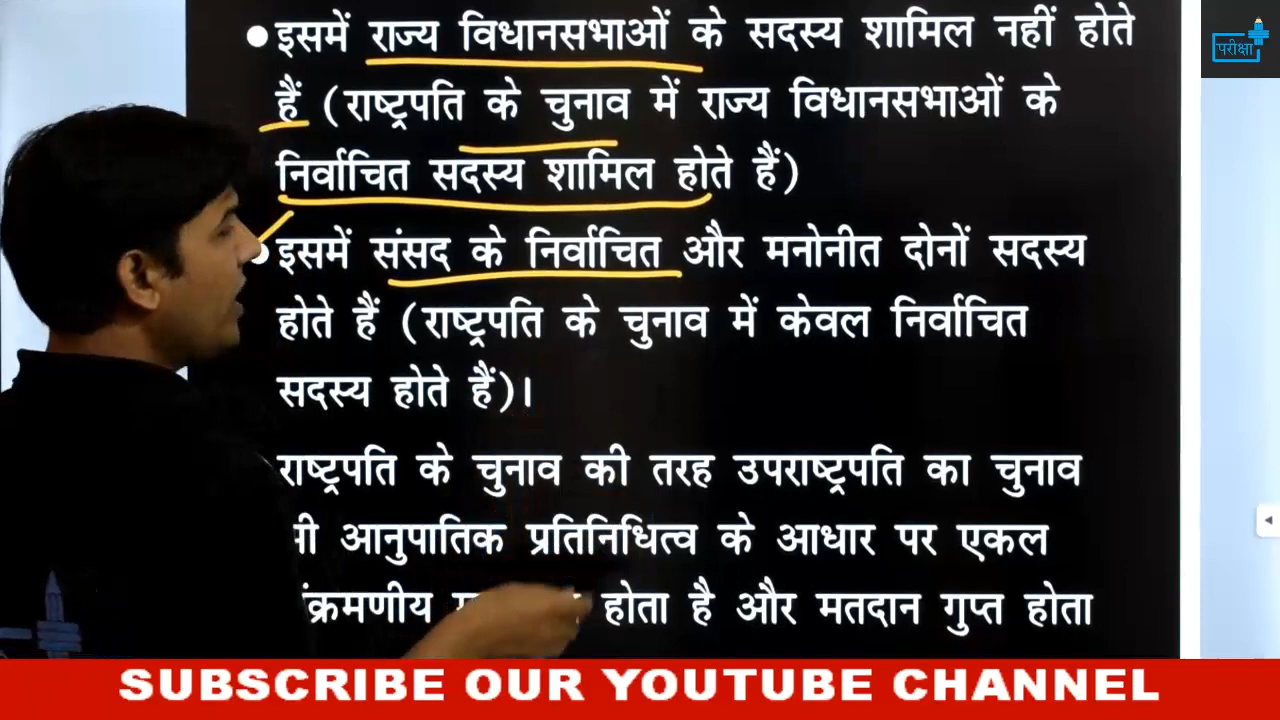 परीक्षा
इसमें राज्य विधानसभाओं के सदस्य शामिल नहीं होते
हैं (राष्ट्रपति के चुनाव में राज्य विधानसभाओं के
निर्वाचित सदस्य शामिल होते हैं)
इसमें संसद के निर्वाचित और मनोनीत दोनों सदस्य
होते हैं (राष्ट्रपति के चुनाव में केवल निर्वाचित
सदस्य होते हैं)।
राष्ट्रपति के चुनाव की तरह उपराष्ट्रपति का चुनाव
आनुपातिक प्रतिनिधित्व के आधार पर एकल
होता है और मतदान गुप्त होता
SUBSCRIBE OUR YOUTUBE CHANNEL